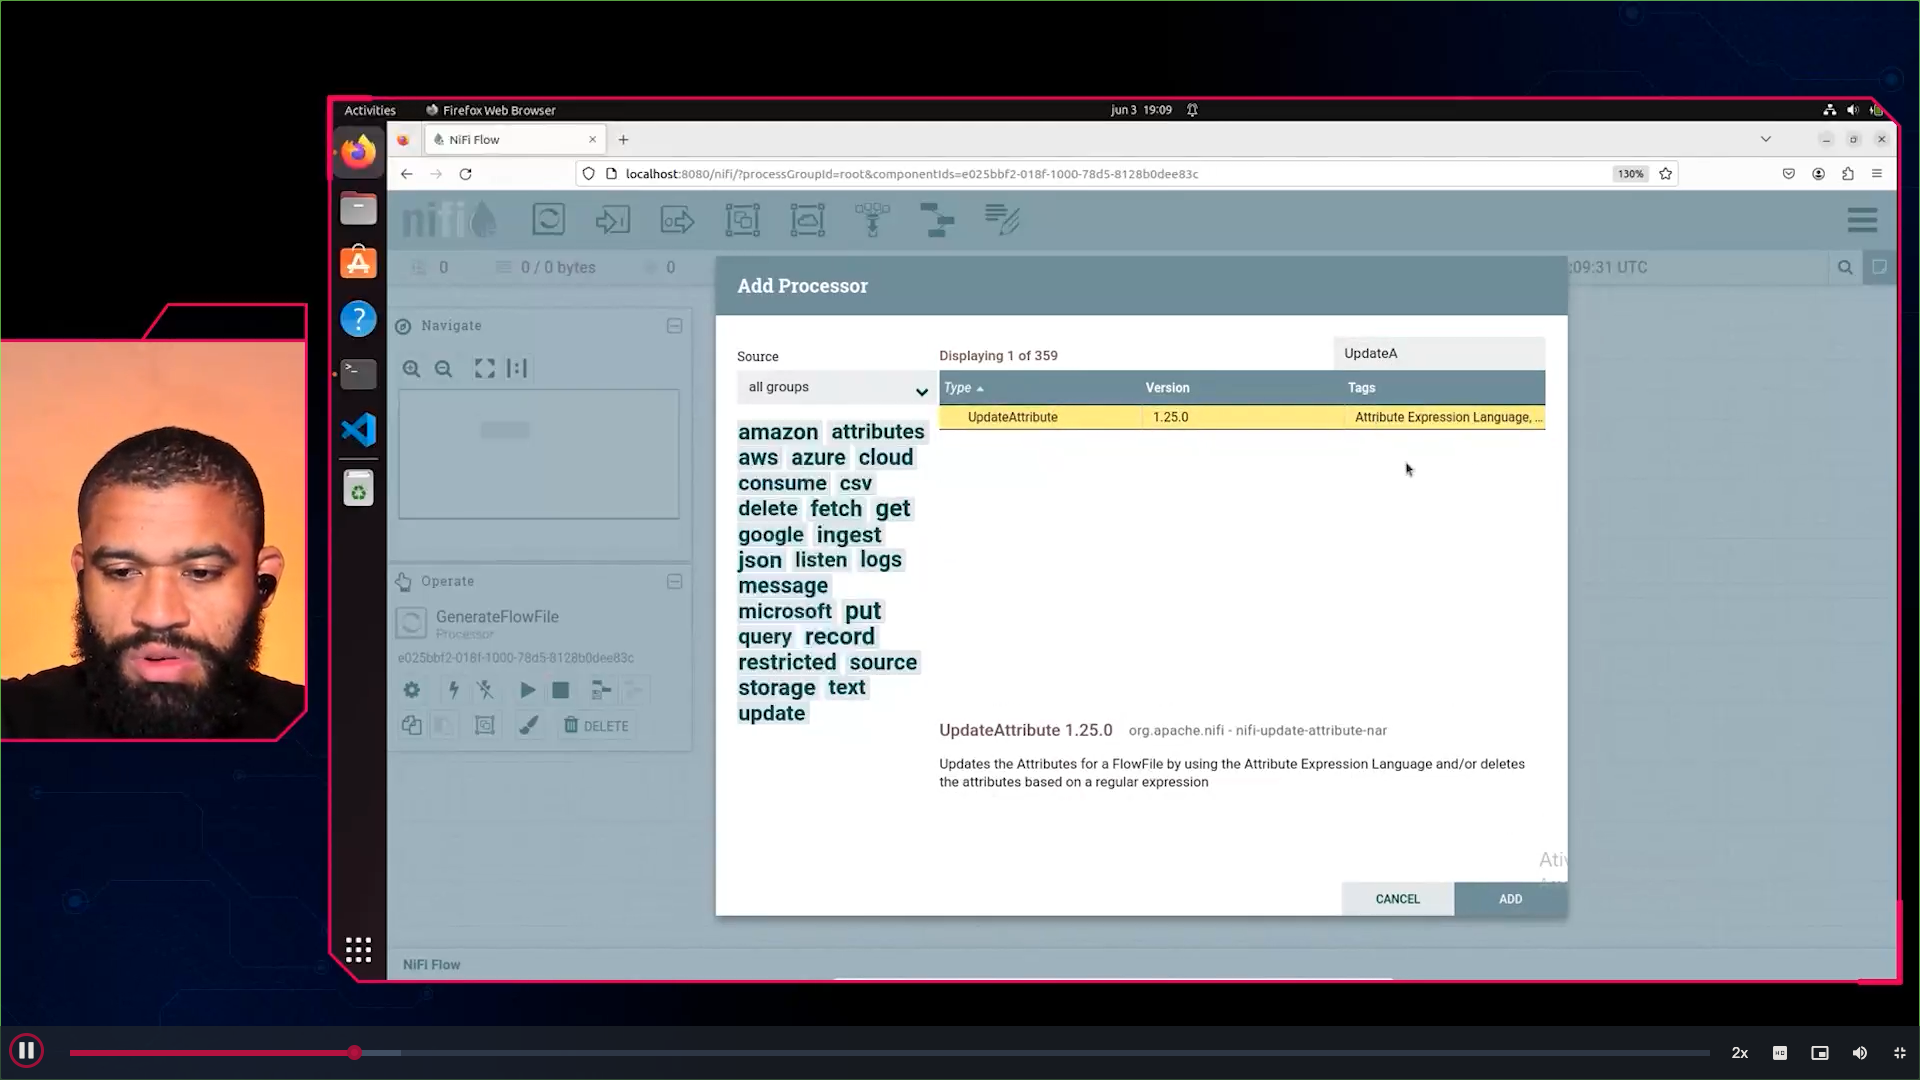 Activities
Firefox Web Browser
jun 3 19:09
NiFi Flow
localhost:8080/nifi/?processGroupId=root&componentIds=e025bbf2-018f-1000-78d5-8128b0dee83c
130%
nifi
0
0 / 0 bytes
0
:09:31 UTC
Navigate
Operate
GenerateFlowFile
Processor
e025bbf2-018f-1000-78d5-8128b0dee83c
DELETE
Add Processor
Source
all groups
Displaying 1 of 359
UpdateA
Type Version Tags
UpdateAttribute 1.25.0 Attribute Expression Language, ...
amazon attributes
aws azure cloud
consume csv
delete fetch get
google ingest
json listen logs
message
microsoft put
query record
restricted source
storage text
update
UpdateAttribute 1.25.0 org.apache.nifi - nifi-update-attribute-nar
Updates the Attributes for a FlowFile by using the Attribute Expression Language and/or deletes
the attributes based on a regular expression
CANCEL
ADD
NiFi Flow
2x
HD